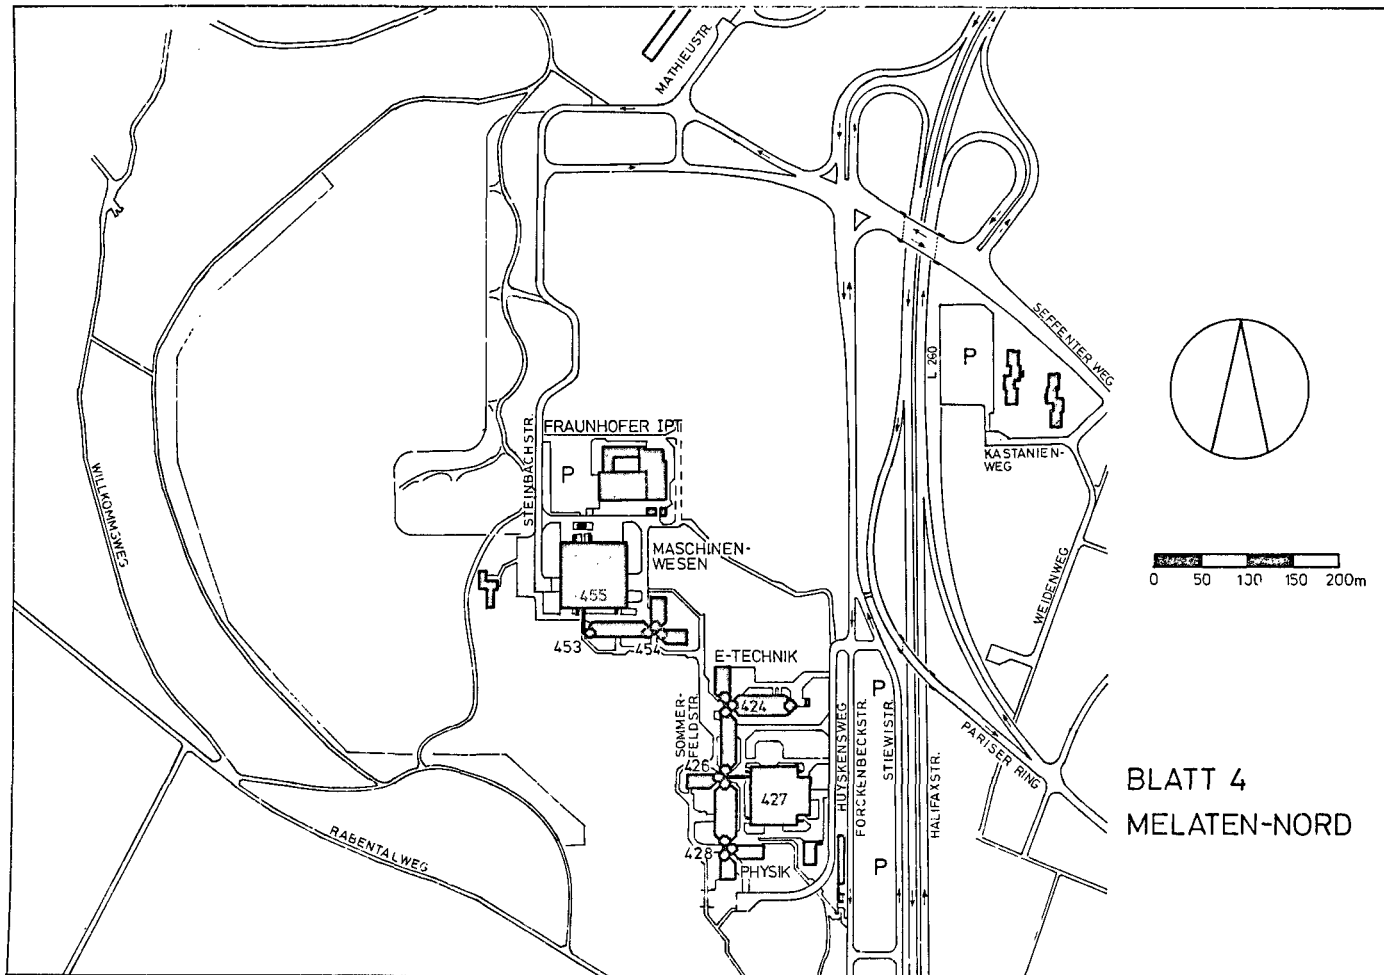 MATHIEUSTR.
SEFFENTER WEG
L 260
P
KASTANIEN-
WEG
STEINBACHSTR.
FRAUNHOFER IPT
P
WILLKOMMSWEG
MASCHINEN-
WESEN
455
453
454
WEIDENWEG
0 50 100 150 200m
E-TECHNIK
424
SOMMER-
FELDSTR.
426
427
428
PHYSIK
HUYSKENSWEG
FORCKENBECKSTR.
P
STIEWISTR.
P
HALIFAXSTR.
PARISER RING
RABENTALWEG
BLATT 4
MELATEN-NORD